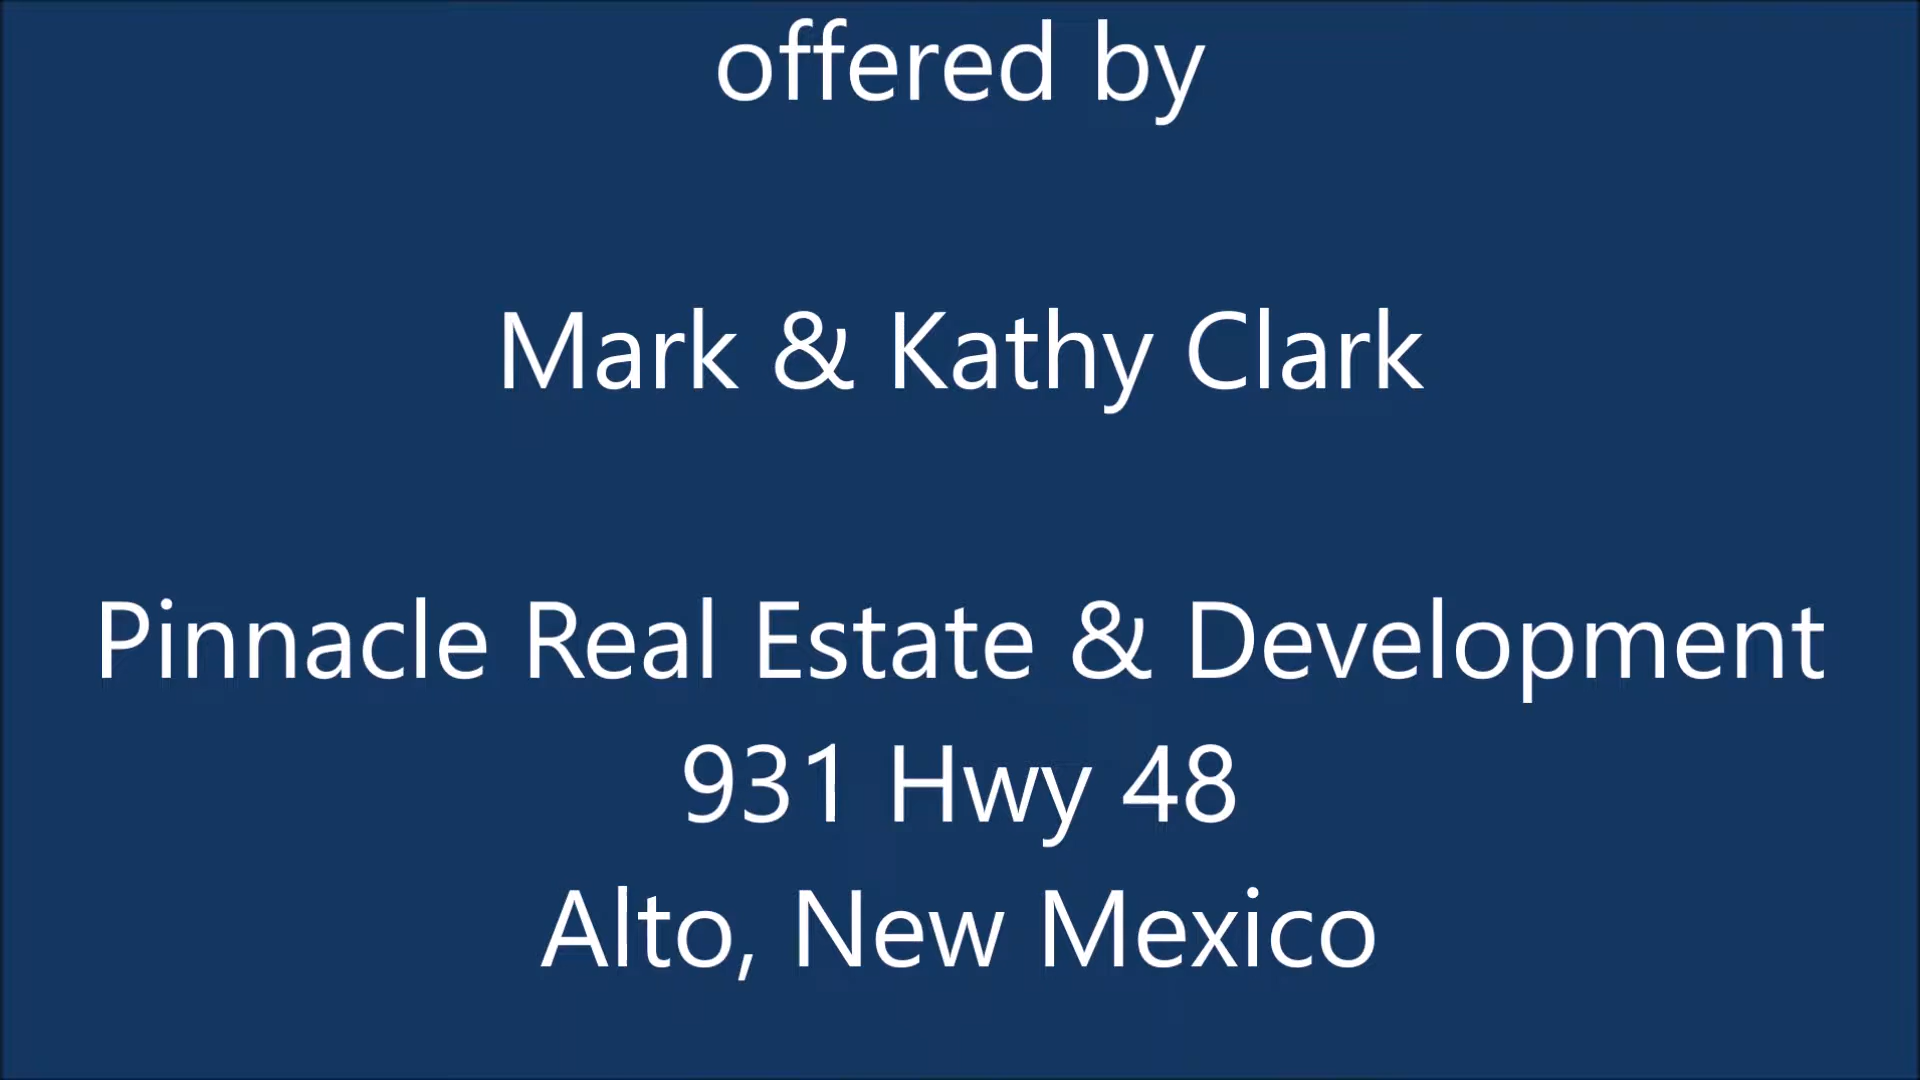 offered by
Mark & Kathy Clark
Pinnacle Real Estate & Development
931 Hwy 48
Alto, New Mexico